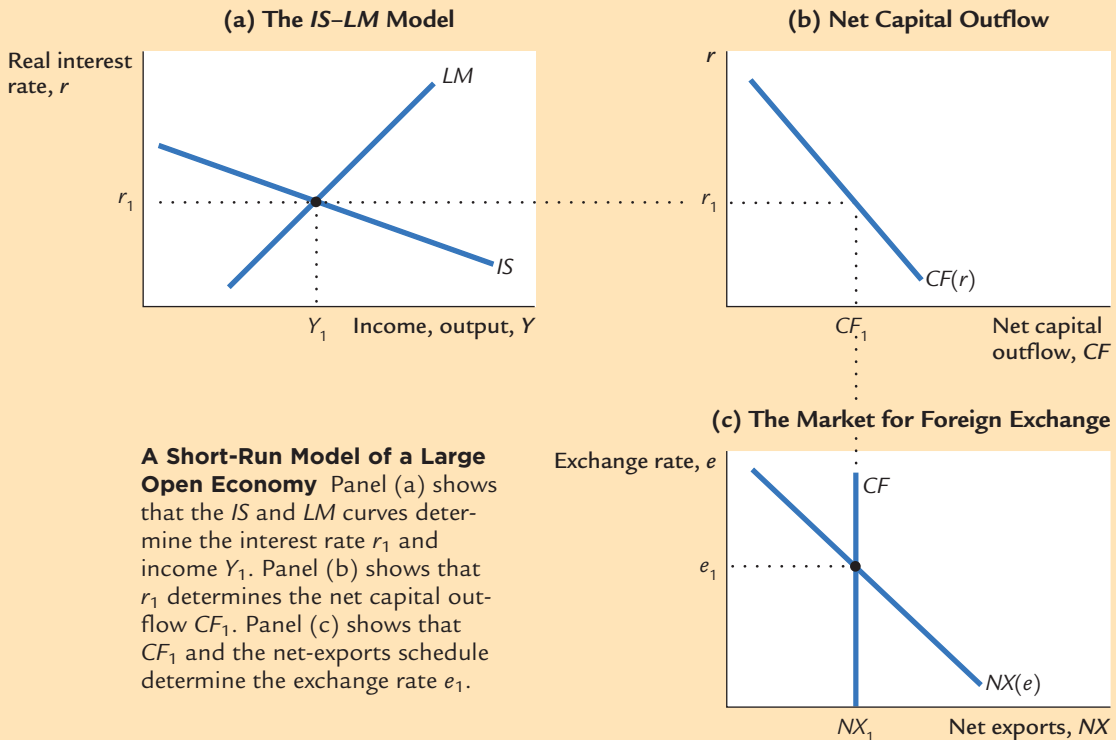 (a) The IS–LM Model
Real interest
rate, r
LM
r1
IS
Y1 Income, output, Y
(b) Net Capital Outflow
r
r1
CF(r)
CF1 Net capital
outflow, CF
(c) The Market for Foreign Exchange
Exchange rate, e
CF
e1
NX(e)
NX1 Net exports, NX
A Short-Run Model of a Large
Open Economy Panel (a) shows
that the IS and LM curves deter-
mine the interest rate r1 and
income Y1. Panel (b) shows that
r1 determines the net capital out-
flow CF1. Panel (c) shows that
CF1 and the net-exports schedule
determine the exchange rate e1.